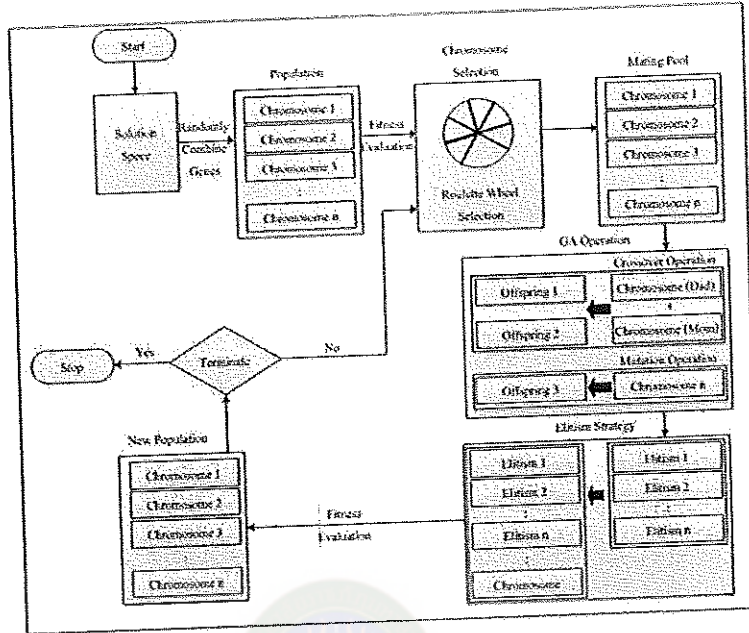 Start
Solution
Space
Randomly
Combine
Genes
Population
Chromosome 1
Chromosome 2
Chromosome 3
:
Chromosome n
Fitness
Evaluation
Chromosome
Selection
Roulette Wheel
Selection
Mating Pool
Chromosome 1
Chromosome 2
Chromosome 3
:
Chromosome n
GA Operation
Crossover Operation
Offspring 1
Chromosome (Dad)
+
Offspring 2
Chromosome (Mom)
Mutation Operation
Offspring 3
Chromosome n
Elitism Strategy
Elitism 1
Elitism 2
:
Elitism n
:
Chromosome
Elitism 1
Elitism 2
:
Elitism n
Fitness
Evaluation
New Population
Chromosome 1
Chromosome 2
Chromosome 3
:
Chromosome n
Terminate
Yes
No
Stop